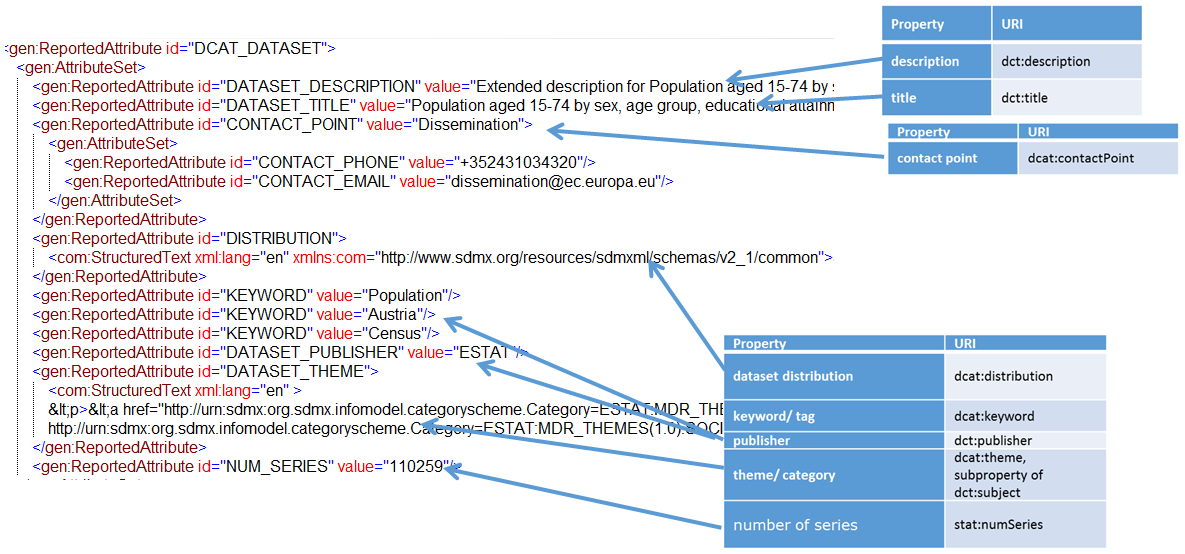 <gen:ReportedAttribute id="DCAT_DATASET">
<gen:AttributeSet>
<gen:ReportedAttribute id="DATASET_DESCRIPTION" value="Extended description for Population aged 15-74 by
<gen:ReportedAttribute id="DATASET_TITLE" value="Population aged 15-74 by sex, age group, educational attainm
<gen:ReportedAttribute id="CONTACT_POINT" value="Dissemination">
<gen:AttributeSet>
<gen:ReportedAttribute id="CONTACT_PHONE" value="+352431034320"/>
<gen:ReportedAttribute id="CONTACT_EMAIL" value="dissemination@ec.europa.eu"/>
</gen:AttributeSet>
</gen:ReportedAttribute>
<gen:ReportedAttribute id="DISTRIBUTION">
<com:StructuredText xml:lang="en" xmlns:com="http://www.sdmx.org/resources/sdmxml/schemas/v2_1/common">
</gen:ReportedAttribute>
<gen:ReportedAttribute id="KEYWORD" value="Population"/>
<gen:ReportedAttribute id="KEYWORD" value="Austria"/>
<gen:ReportedAttribute id="KEYWORD" value="Census"/>
<gen:ReportedAttribute id="DATASET_PUBLISHER" value="ESTAT"/>
<gen:ReportedAttribute id="DATASET_THEME">
<com:StructuredText xml:lang="en" >
&lt;p>&lt;a href="http://urn:sdmx:org.sdmx.infomodel.categoryscheme.Category=ESTAT:MDR_THE
http://urn:sdmx:org.sdmx.infomodel.categoryscheme.Category=ESTAT:MDR_THEMES(1.0).SOCI
</gen:ReportedAttribute>
<gen:ReportedAttribute id="NUM_SERIES" value="110259"/>
Property URI
description dct:description
title dct:title
Property URI
contact point dcat:contactPoint
Property URI
dataset distribution dcat:distribution
keyword/ tag dcat:keyword
publisher dct:publisher
theme/ category dcat:theme,
subproperty of
dct:subject
number of series stat:numSeries